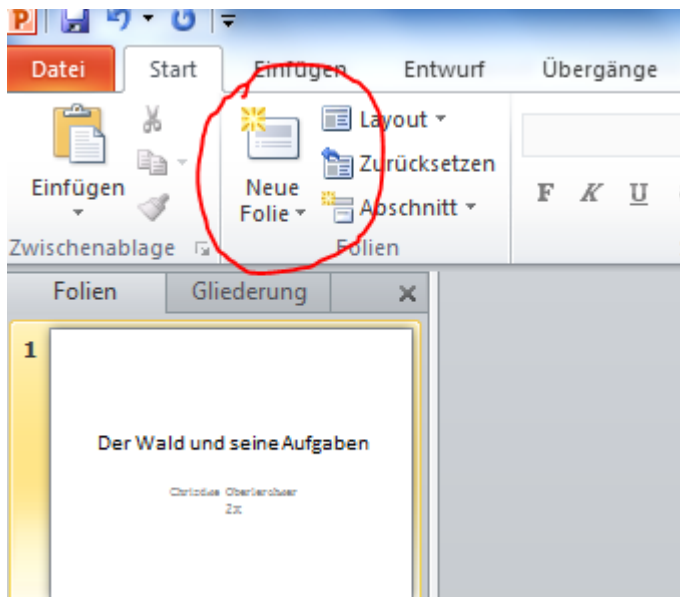 Datei Start Einfügen Entwurf Übergänge
Einfügen
Neue
Folie
Layout
Zurücksetzen
Abschnitt
F K U
Zwischenablage Folien
Folien Gliederung
1
Der Wald und seine Aufgaben